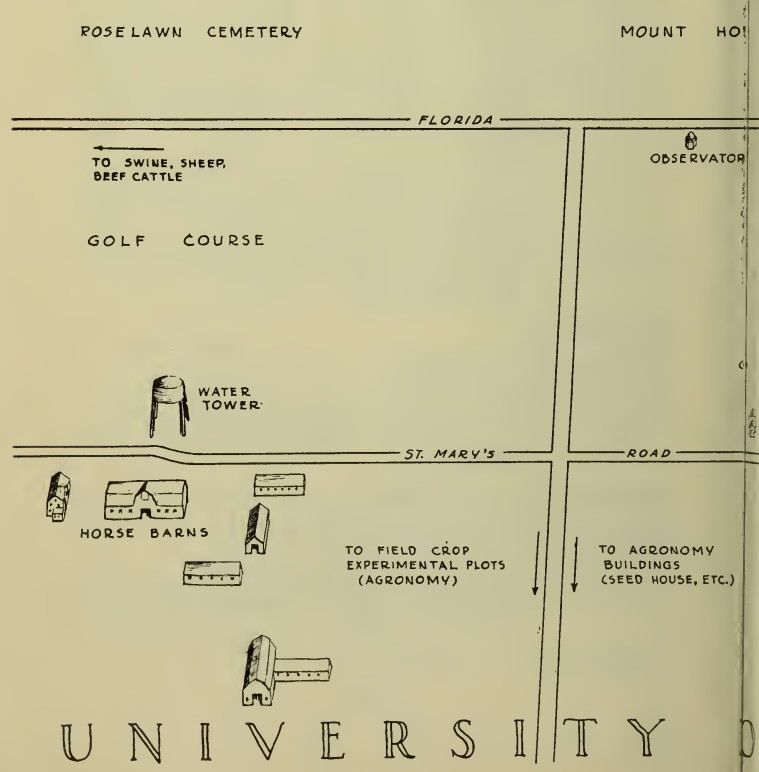 ROSELAWN CEMETERY
MOUNT
FLORIDA
TO SWINE, SHEEP,
BEEF CATTLE
OBSERVATOR
GOLF COURSE
WATER
TOWER
ST. MARY'S ROAD
HORSE BARNS
TO FIELD CROP
EXPERIMENTAL PLOTS
(AGRONOMY)
TO AGRONOMY
BUILDINGS
(SEED HOUSE, ETC.)
UNIVERSITY